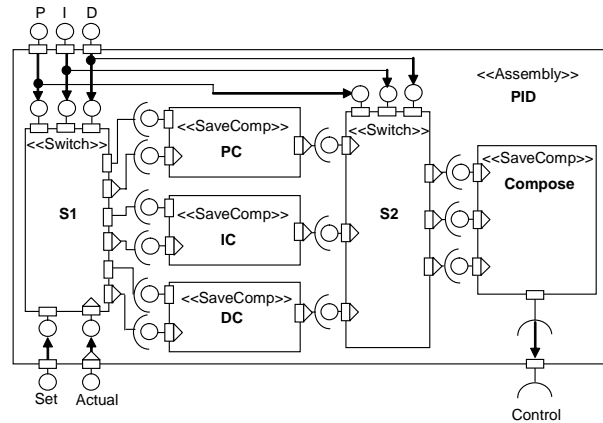 P I D
<<Assembly>>
PID
<<Switch>>
S1
<<SaveComp>>
PC
<<SaveComp>>
IC
<<SaveComp>>
DC
<<Switch>>
S2
<<SaveComp>>
Compose
Set
Actual
Control